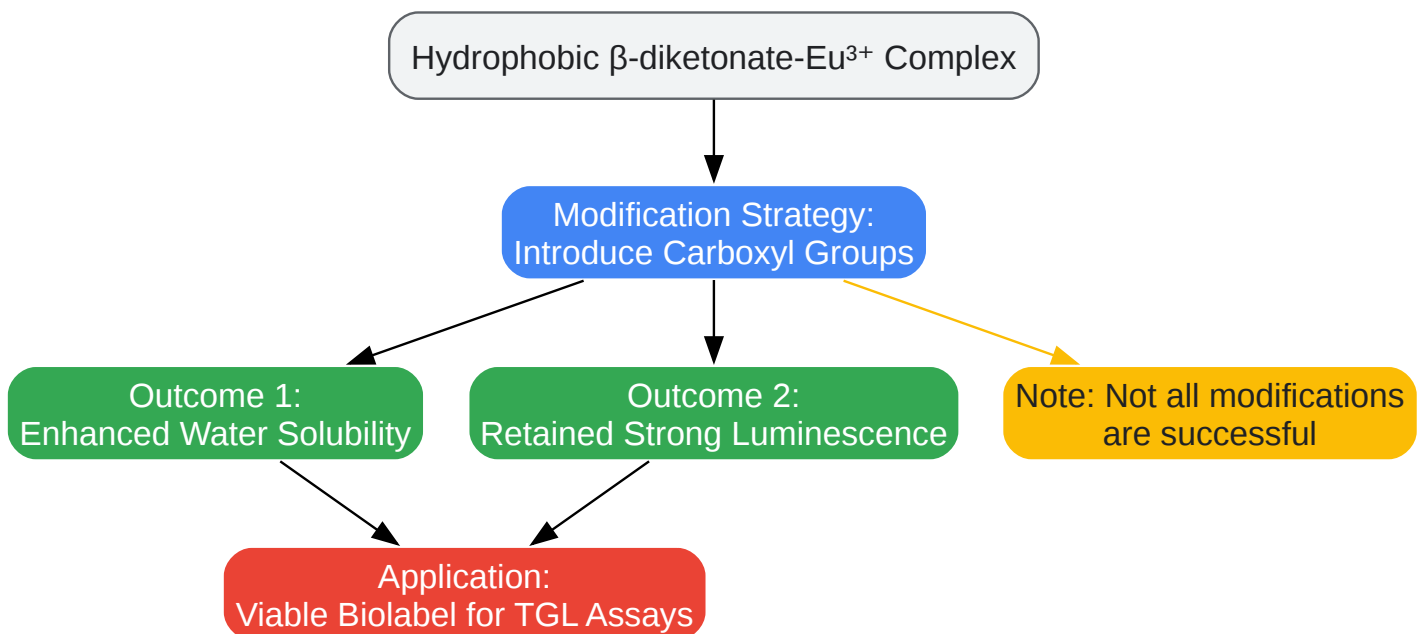 Hydrophobic β-diketonate-Eu³⁺ Complex
Modification Strategy:
Introduce Carboxyl Groups
Outcome 1:
Enhanced Water Solubility
Outcome 2:
Retained Strong Luminescence
Note: Not all modifications
are successful
Application:
Viable Biolabel for TGL Assays